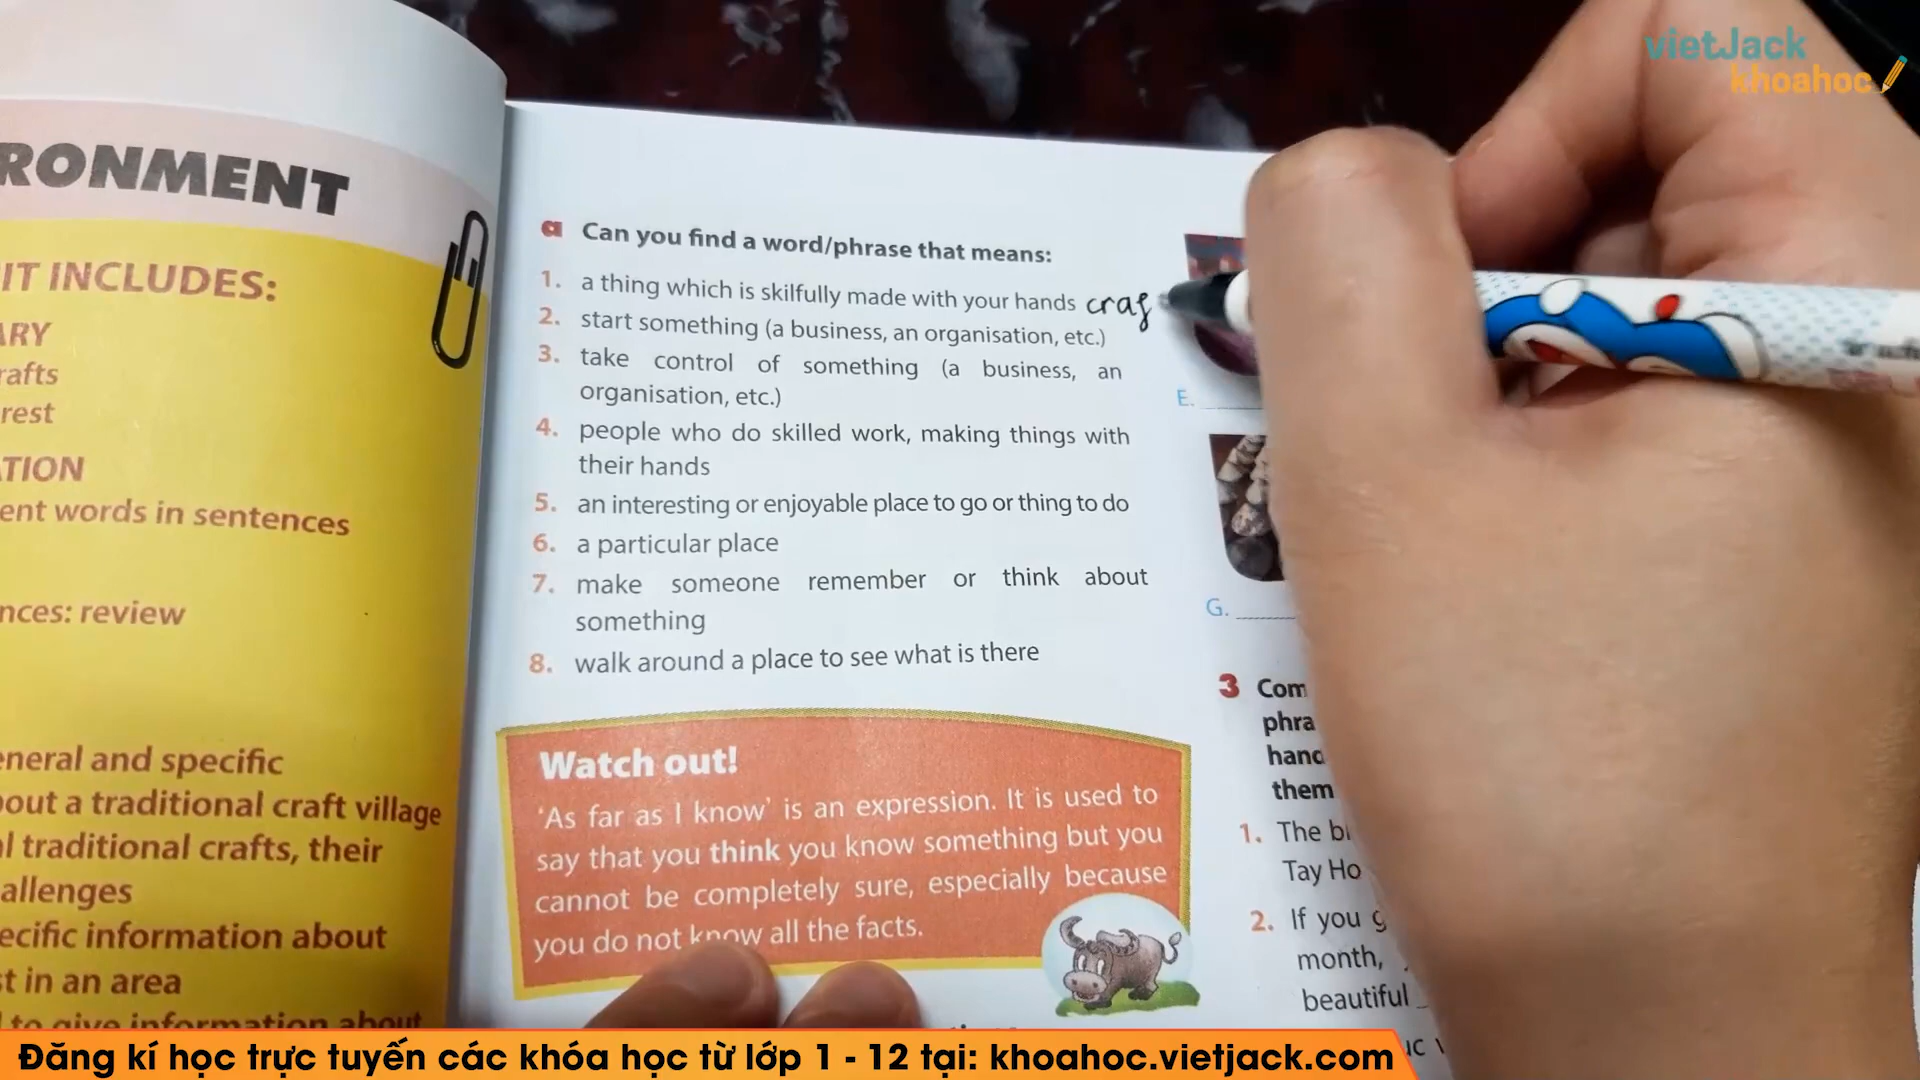 vietJack
khoahoc
RONMENT
IT INCLUDES:
ARY
rafts
rest
TION
ent words in sentences
nces: review
eneral and specific
out a traditional craft village
l traditional crafts, their
allenges
ecific information about
t in an area
to give information about
a Can you find a word/phrase that means:
1. a thing which is skilfully made with your hands craf
2. start something (a business, an organisation, etc.)
3. take control of something (a business, an
organisation, etc.)
4. people who do skilled work, making things with
their hands
5. an interesting or enjoyable place to go or thing to do
6. a particular place
7. make someone remember or think about
something
8. walk around a place to see what is there
Watch out!
'As far as I know' is an expression. It is used to
say that you think you know something but you
cannot be completely sure, especially because
you do not know all the facts.
E.
G.
3 Com
phra
hand
them
1. The
Tay Ho
2. If you g
month,
beautiful
Đăng kí học trực tuyến các khóa học từ lớp 1 - 12 tại: khoahoc.vietjack.com